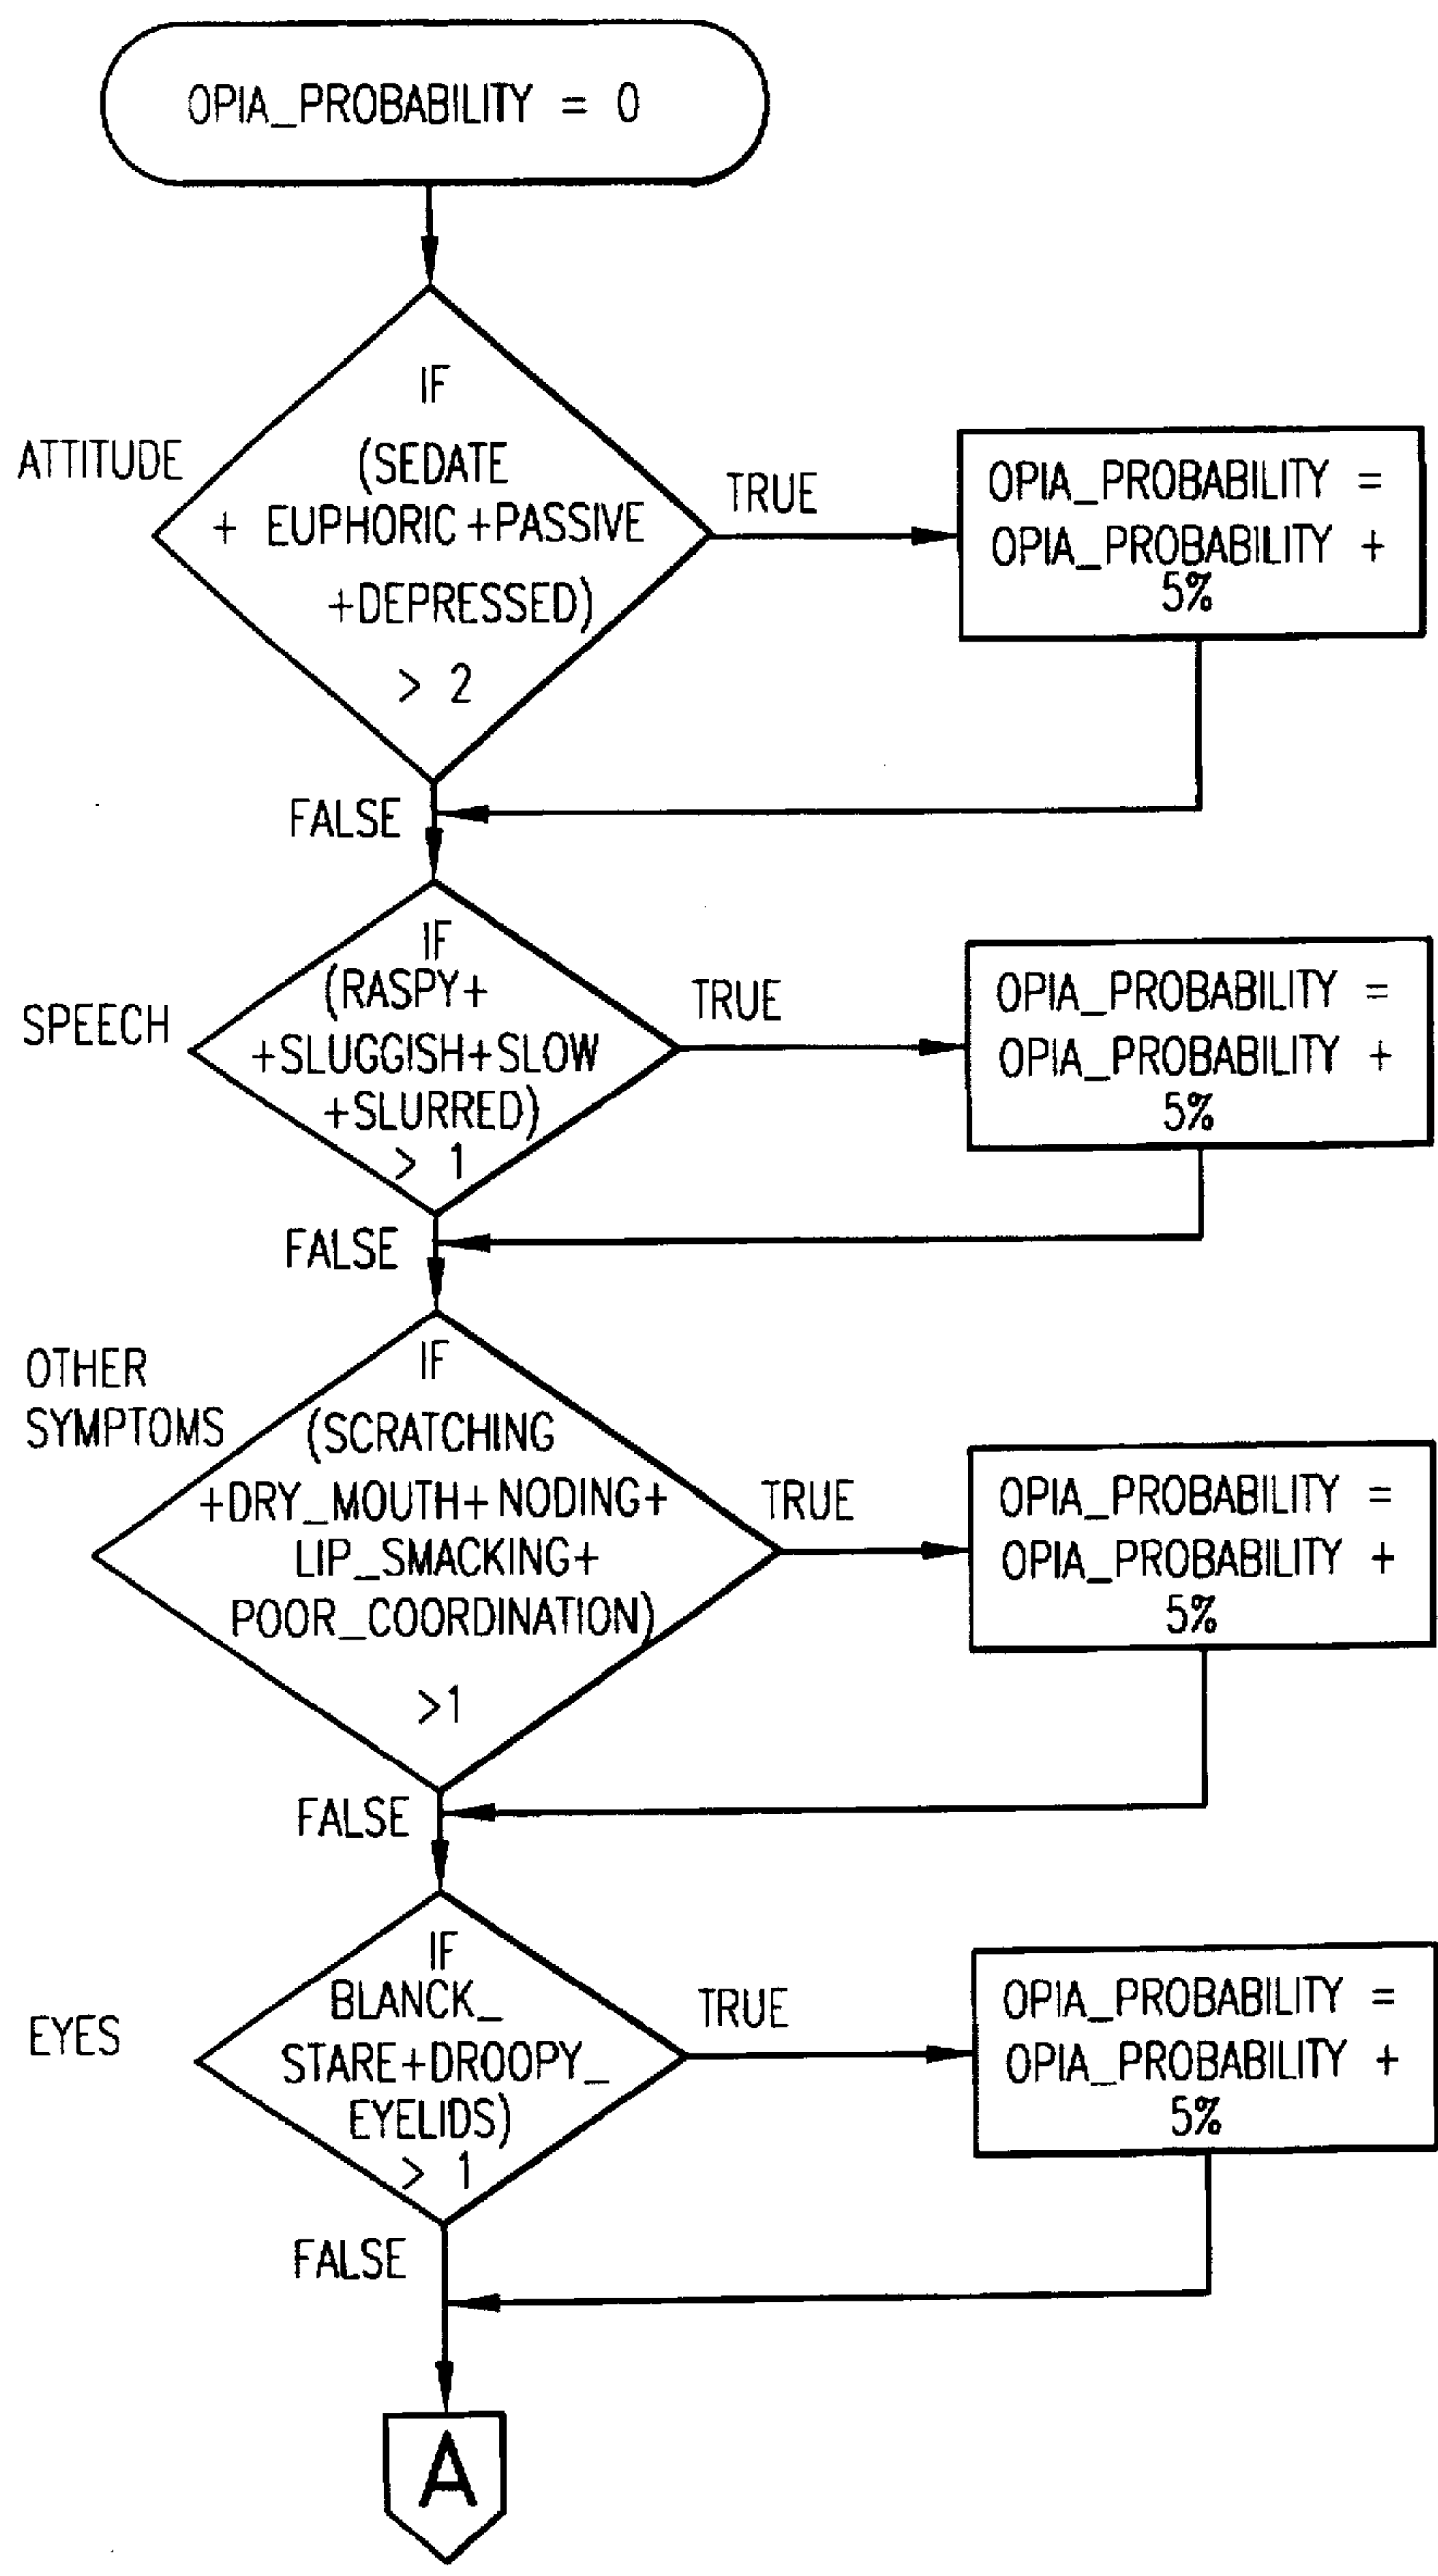 OPIA_PROBABILITY = 0
IF
ATTITUDE
(SEDATE
+ EUPHORIC +PASSIVE
+DEPRESSED)
> 2
TRUE
OPIA_PROBABILITY =
OPIA_PROBABILITY +
5%
FALSE
IF
SPEECH
(RASPY+
+SLUGGISH+SLOW
+SLURRED)
> 1
TRUE
OPIA_PROBABILITY =
OPIA_PROBABILITY +
5%
FALSE
OTHER
SYMPTOMS
IF
(SCRATCHING
+DRY_MOUTH+NODING+
LIP_SMACKING+
POOR_COORDINATION)
>1
TRUE
OPIA_PROBABILITY =
OPIA_PROBABILITY +
5%
FALSE
EYES
IF
BLANCK_
STARE+DROOPY_
EYELIDS)
> 1
TRUE
OPIA_PROBABILITY =
OPIA_PROBABILITY +
5%
FALSE
A